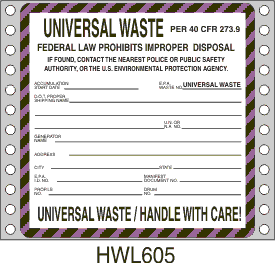 UNIVERSAL WASTE PER 40 CFR 273.9
FEDERAL LAW PROHIBITS IMPROPER DISPOSAL
IF FOUND, CONTACT THE NEAREST POLICE OR PUBLIC SAFETY
AUTHORITY, OR THE U.S. ENVIRONMENTAL PROTECTION AGENCY.
ACCUMULATION START DATE E.P.A. WASTE NO. UNIVERSAL WASTE
D.O.T. PROPER SHIPPING NAME
U.N. OR N.A. NO.
GENERATOR NAME
ADDRESS
CITY STATE
E.P.A. I.D. NO. MANIFEST DOCUMENT NO.
PROFILE NO. DRUM NO.
UNIVERSAL WASTE / HANDLE WITH CARE!
HWL605